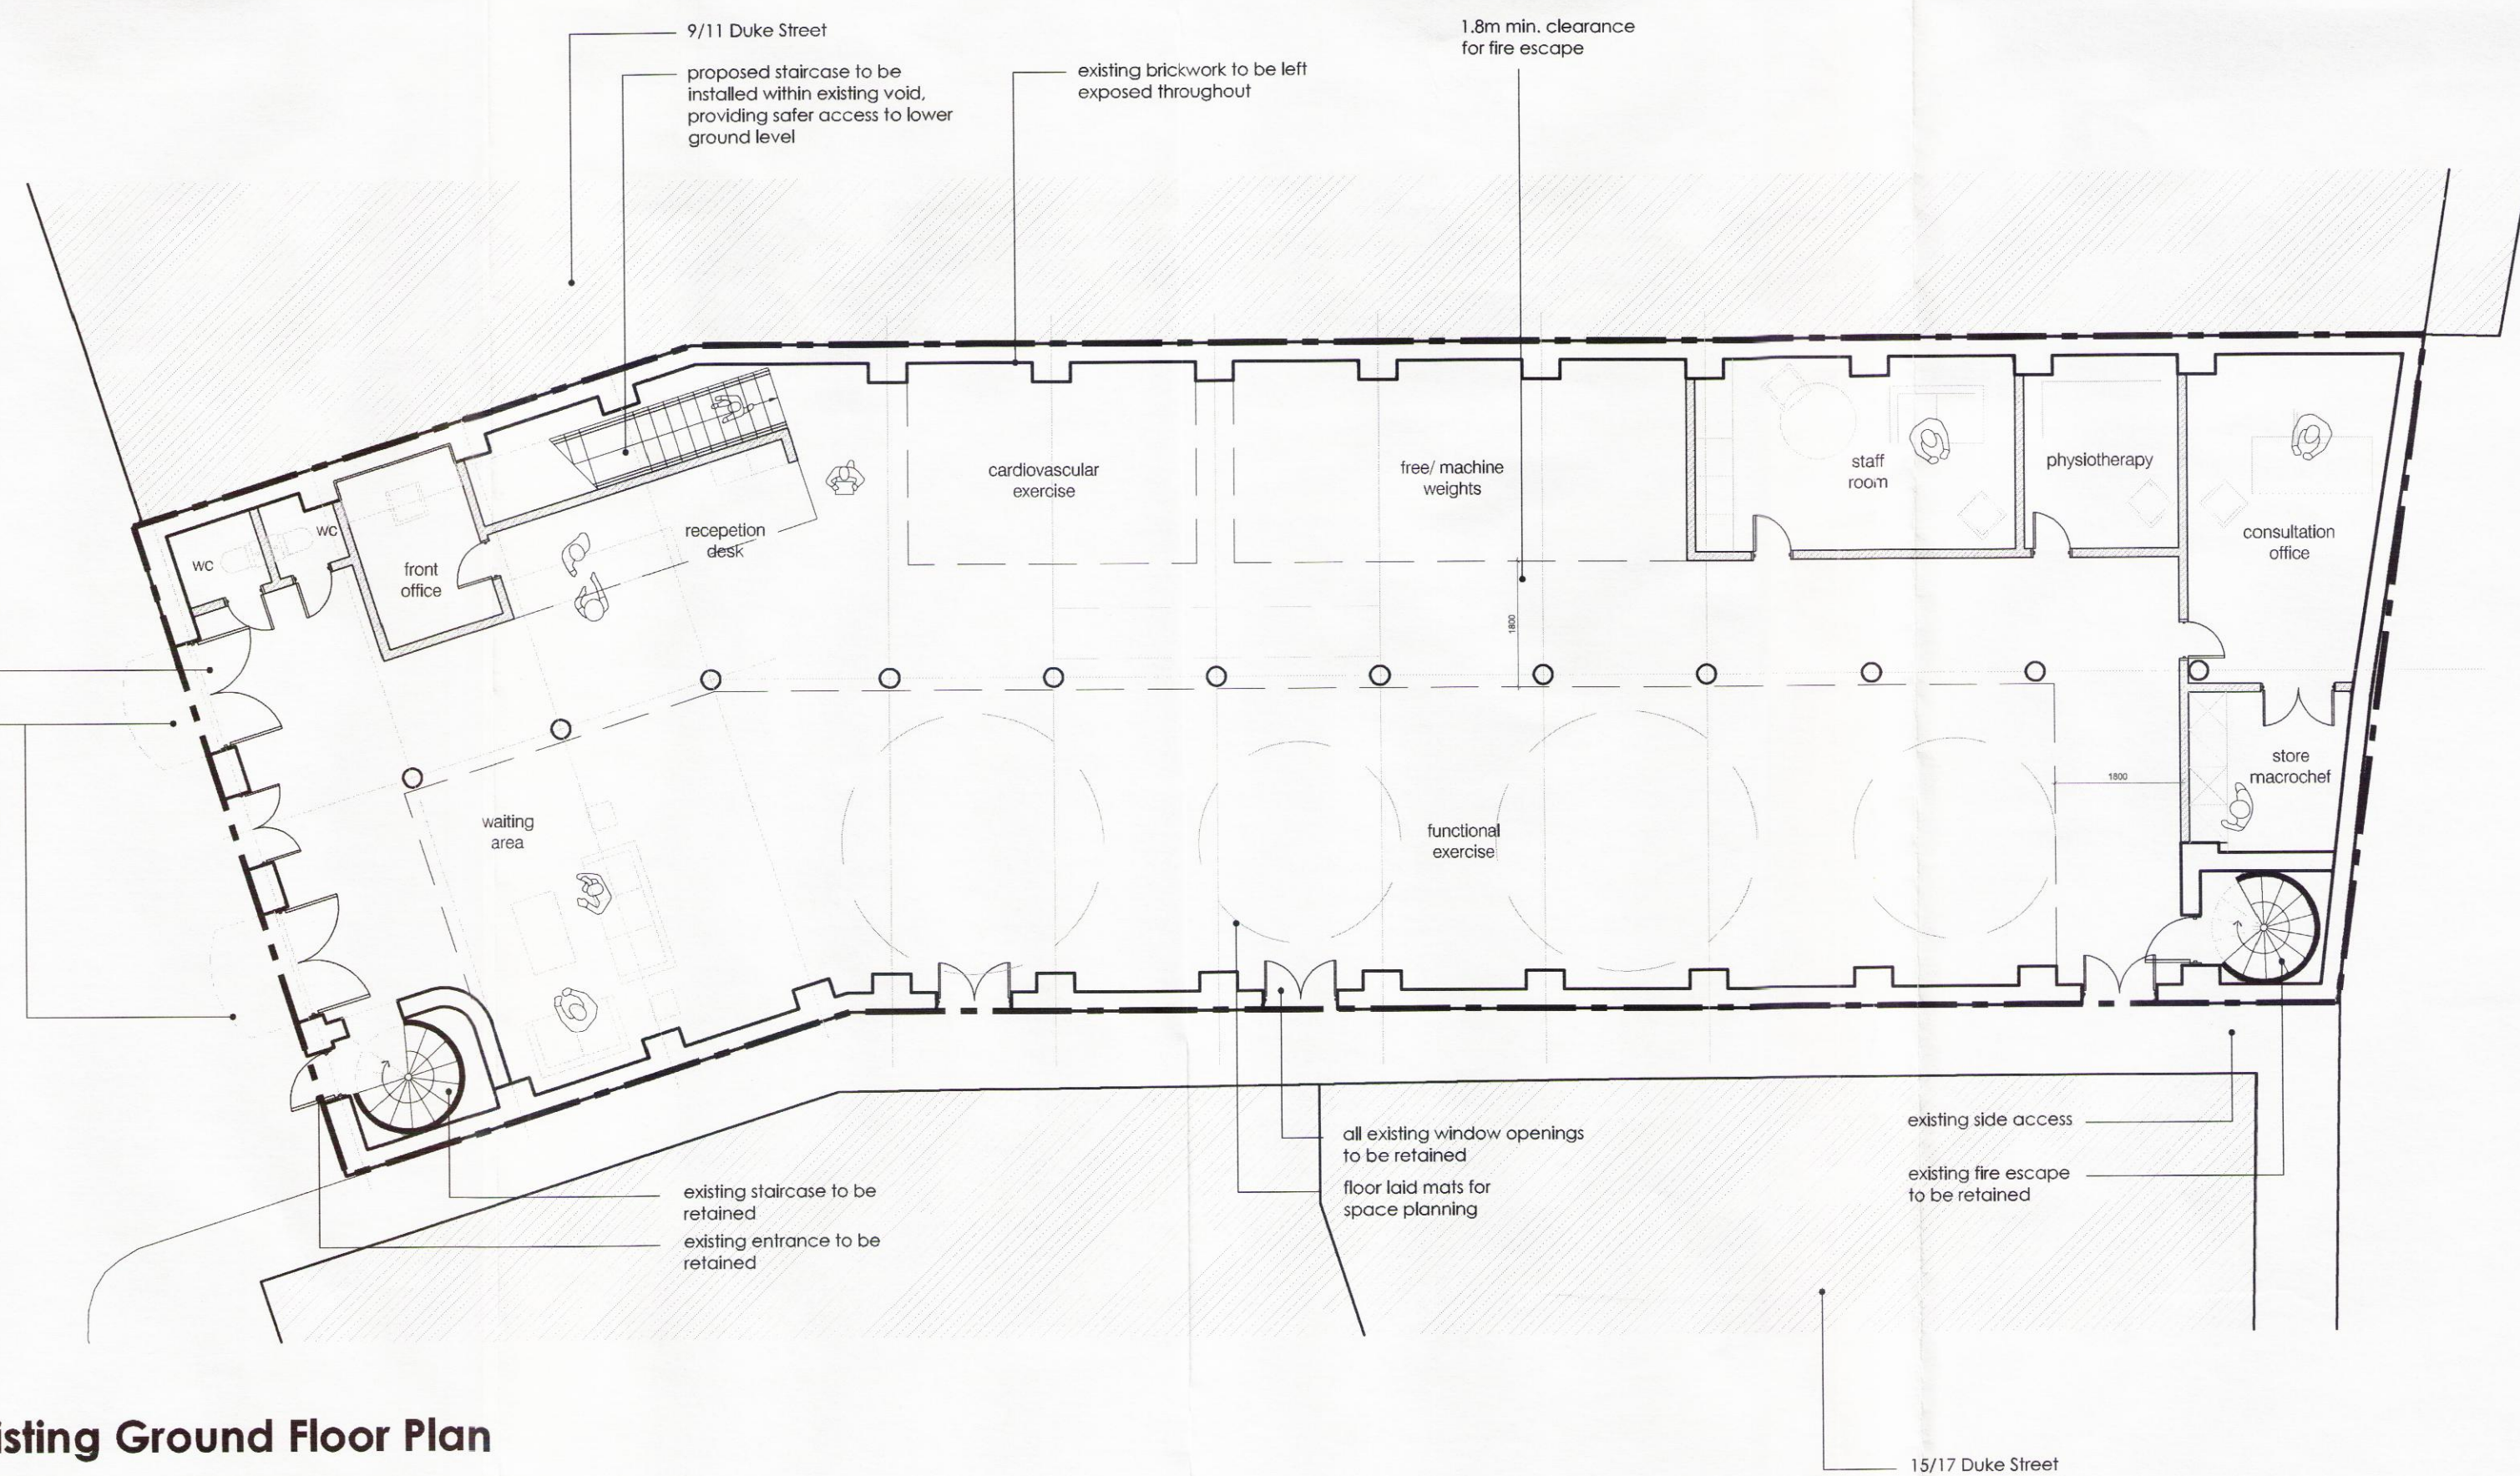 9/11 Duke Street
proposed staircase to be
installed within existing void,
providing safer access to lower
ground level
existing brickwork to be left
exposed throughout
1.8m min. clearance
for fire escape
cardiovascular
exercise
free/ machine
weights
staff
room
physiotherapy
consultation
office
recepetion
desk
wc
wc
front
office
1800
store
macrochef
1800
waiting
area
functional
exercise
all existing window openings
to be retained
floor laid mats for
space planning
existing side access
existing fire escape
to be retained
existing staircase to be
retained
existing entrance to be
retained
isting Ground Floor Plan
15/17 Duke Street